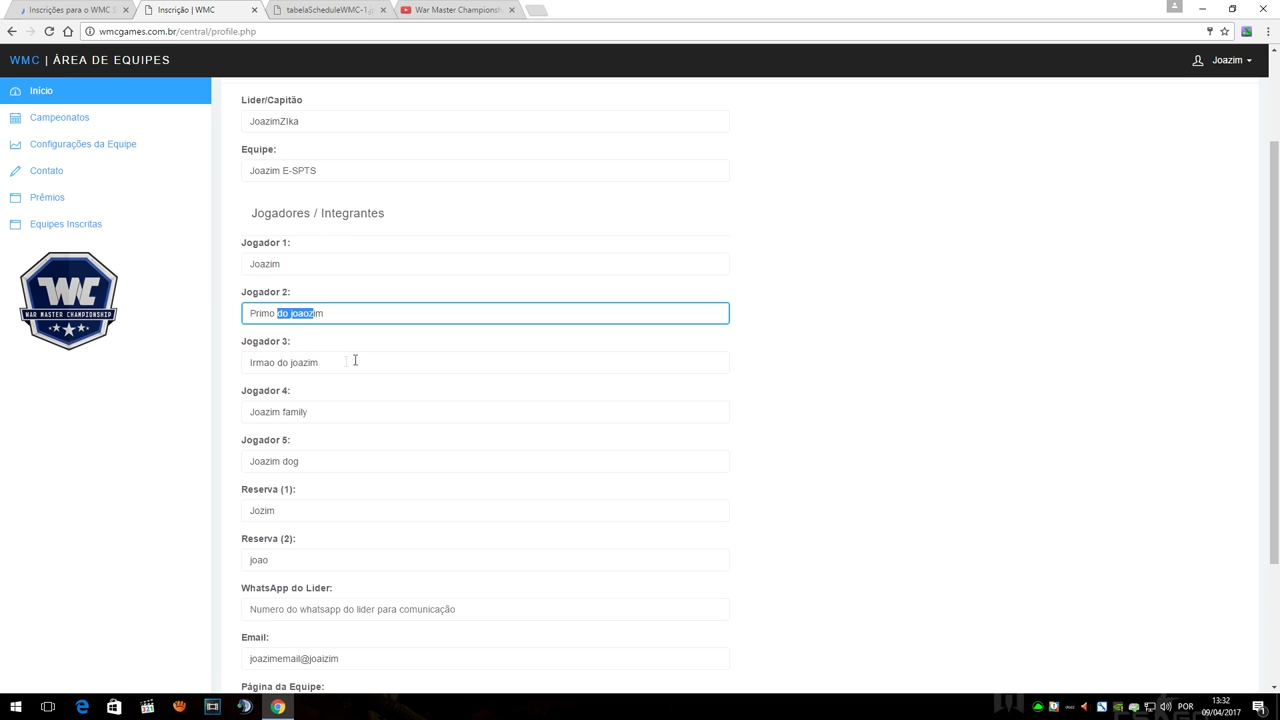 Inscrições para o WMC S
Inscrição | WMC
tabelaScheduleWMC-1.j
War Master Championsh
wmcgames.com.br/central/profile.php
WMC | ÁREA DE EQUIPES
Joazim
Início
Campeonatos
Configurações da Equipe
Contato
Prêmios
Equipes Inscritas
WC
WAR MASTER CHAMPIONSHIP
Lider/Capitão
JoazimZIka
Equipe:
Joazim E-SPTS
Jogadores / Integrantes
Jogador 1:
Joazim
Jogador 2:
Primo do joaozim
Jogador 3:
Irmao do joazim
Jogador 4:
Joazim family
Jogador 5:
Joazim dog
Reserva (1):
Jozim
Reserva (2):
joao
WhatsApp do Lider:
Numero do whatsapp do lider para comunicação
Email:
joazimemail@joaizim
Página da Equipe:
POR
13:32
09/04/2017